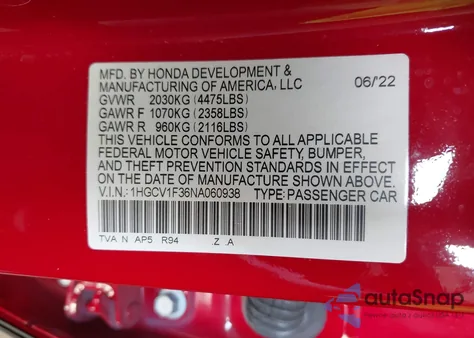 MFD. BY HONDA DEVELOPMENT &
MANUFACTURING OF AMERICA, LLC 06/22
GVWR 2030KG (4475LBS)
GAWR F 1070KG (2358LBS)
GAWR R 960KG (2116LBS)
THIS VEHICLE CONFORMS TO ALL APPLICABLE
FEDERAL MOTOR VEHICLE SAFETY, BUMPER,
AND THEFT PREVENTION STANDARDS IN EFFECT
ON THE DATE OF MANUFACTURE SHOWN ABOVE.
V.I.N.: 1HGCV1F36NA060938 TYPE: PASSENGER CAR
TVA N AP5 R94 .Z .A
autoSnap